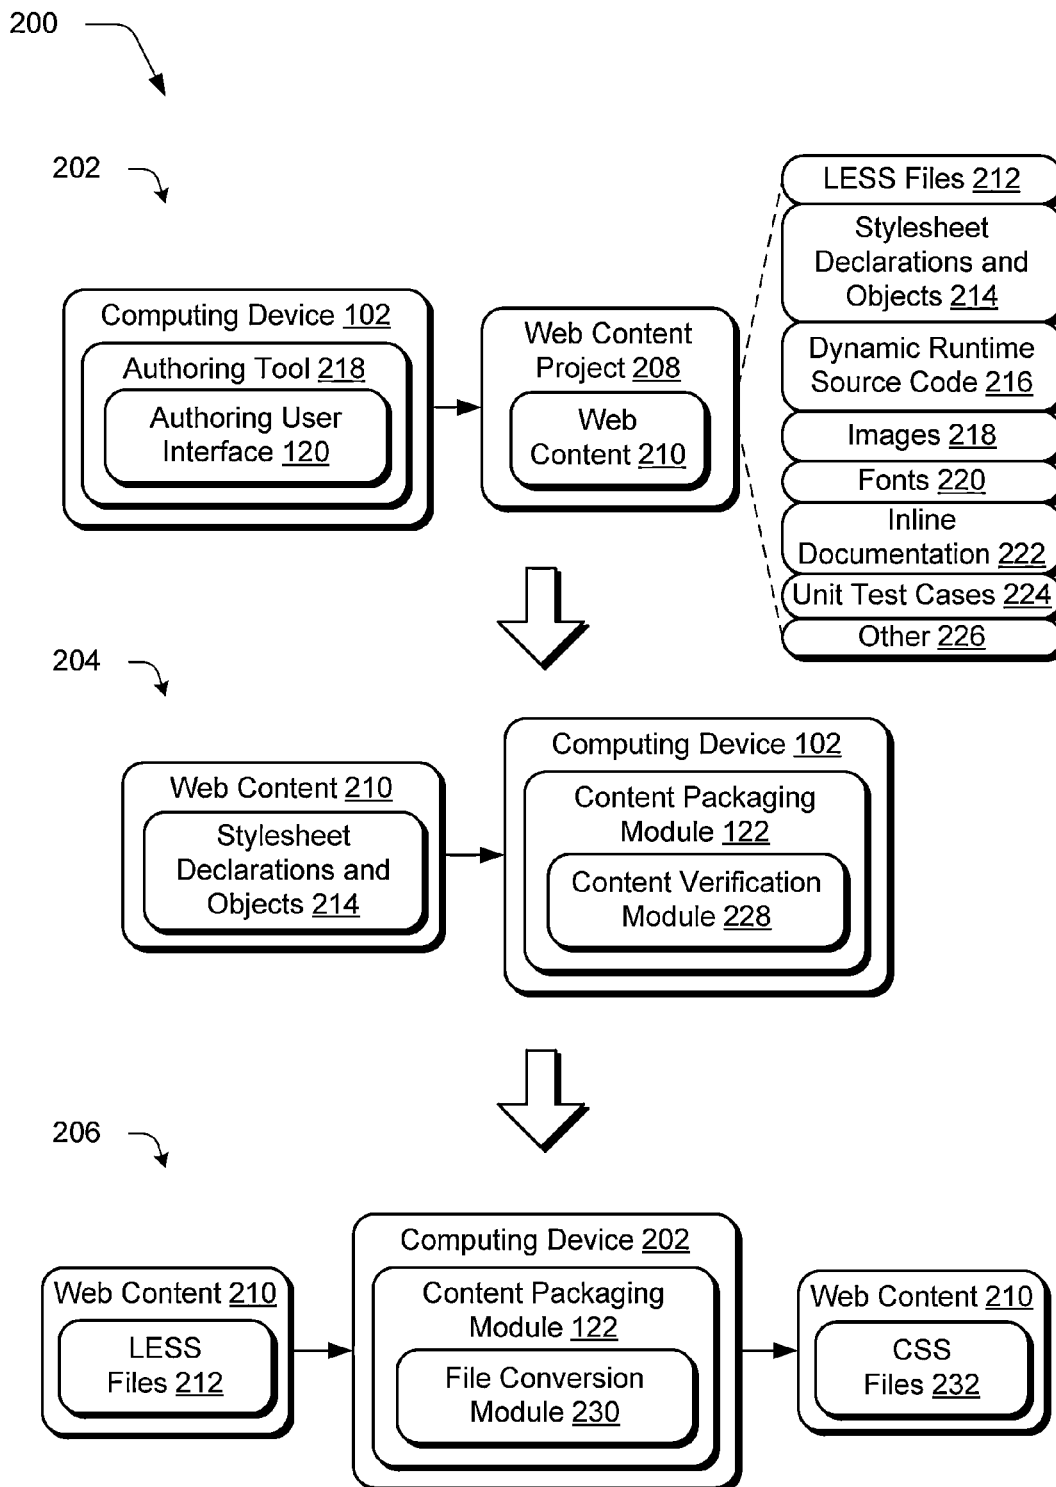 200
202
Computing Device 102
Authoring Tool 218
Authoring User
Interface 120
Web Content
Project 208
Web
Content 210
LESS Files 212
Stylesheet
Declarations and
Objects 214
Dynamic Runtime
Source Code 216
Images 218
Fonts 220
Inline
Documentation 222
Unit Test Cases 224
Other 226
204
Web Content 210
Stylesheet
Declarations and
Objects 214
Computing Device 102
Content Packaging
Module 122
Content Verification
Module 228
206
Web Content 210
LESS
Files 212
Computing Device 202
Content Packaging
Module 122
File Conversion
Module 230
Web Content 210
CSS
Files 232